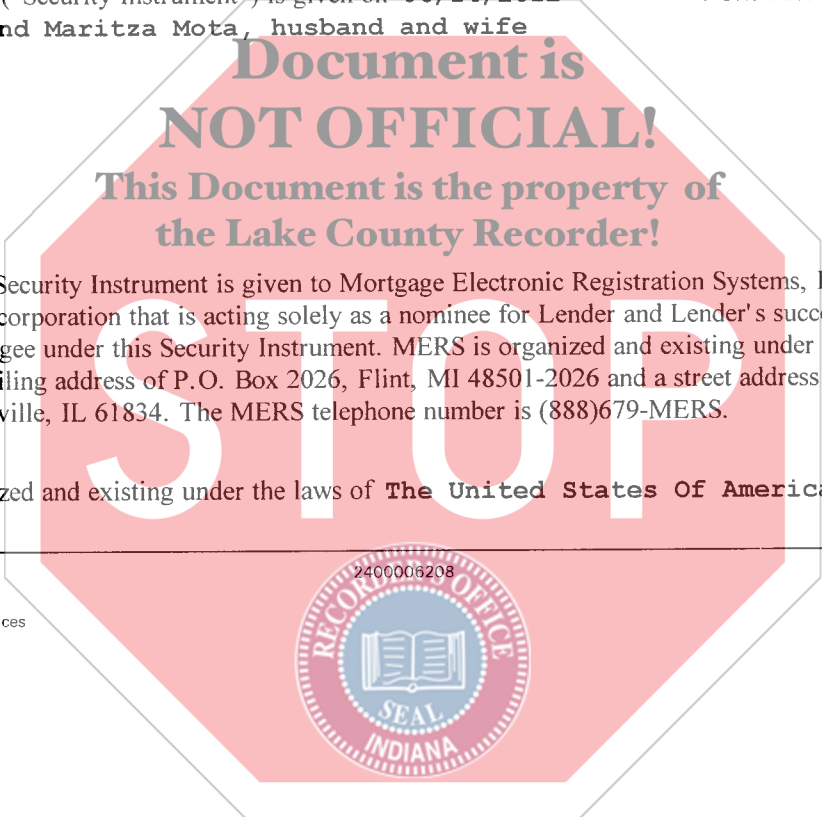 nd Maritza Mota, husband and wife
Document is
NOT OFFICIAL!
This Document is the property of
the Lake County Recorder!
Security Instrument is given to Mortgage Electronic Registration Systems,
corporation that is acting solely as a nominee for Lender and Lender's succ
gee under this Security Instrument. MERS is organized and existing under
iling address of P.O. Box 2026, Flint, MI 48501-2026 and a street address
ville, IL 61834. The MERS telephone number is (888)679-MERS.
STOP
zed and existing under the laws of The United States Of America
2400006208
RECORDER'S OFFICE
ces
SEAL
INDIANA